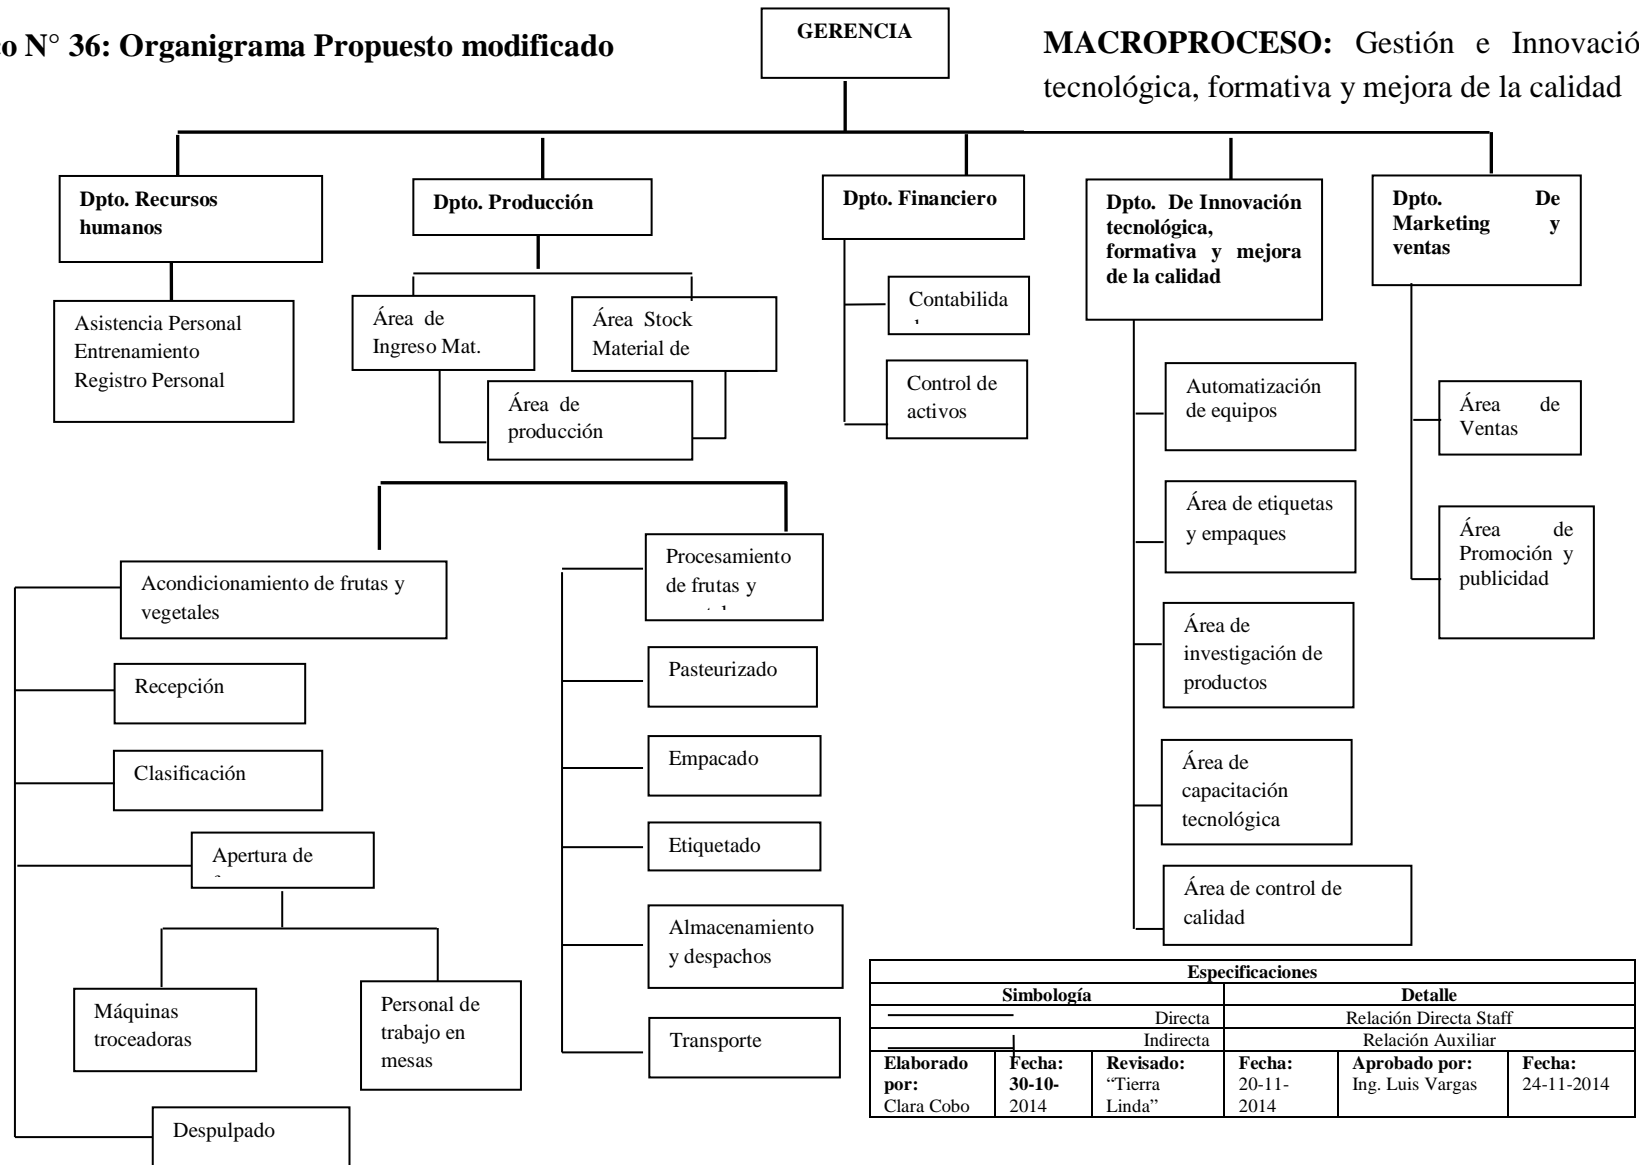 N° 36: Organigrama Propuesto modificado
GERENCIA
MACROPROCESO: Gestión e Innovació
tecnológica, formativa y mejora de la calidad
Dpto. Recursos
humanos
Dpto. Producción
Dpto. Financiero
Dpto. De Innovación
tecnológica,
formativa y mejora
de la calidad
Dpto. De
Marketing y
ventas
Asistencia Personal
Entrenamiento
Registro Personal
Área de
Ingreso Mat.
Área Stock
Material de
Área de
producción
Contabilida
Control de
activos
Automatización
de equipos
Área de etiquetas
y empaques
Área de
investigación de
productos
Área de
capacitación
tecnológica
Área de control de
calidad
Área de
Ventas
Área de
Promoción y
publicidad
Acondicionamiento de frutas y
vegetales
Recepción
Clasificación
Apertura de
Máquinas
troceadoras
Personal de
trabajo en
mesas
Despulpado
Procesamiento
de frutas y
Pasteurizado
Empacado
Etiquetado
Almacenamiento
y despachos
Transporte
Especificaciones
Simbología Detalle
Directa Relación Directa Staff
Indirecta Relación Auxiliar
Elaborado Fecha: Revisado: Fecha: Aprobado por: Fecha:
por: 30-10- “Tierra 20-11- Ing. Luis Vargas 24-11-2014
Clara Cobo 2014 Linda” 2014